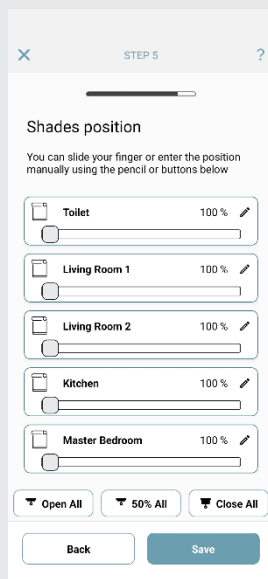 STEP 5 ?
Shades position
You can slide your finger or enter the position
manually using the pencil or buttons below
Toilet 100 %
Living Room 1 100 %
Living Room 2 100 %
Kitchen 100 %
Master Bedroom 100 %
Open All 50% All Close All
Back Save